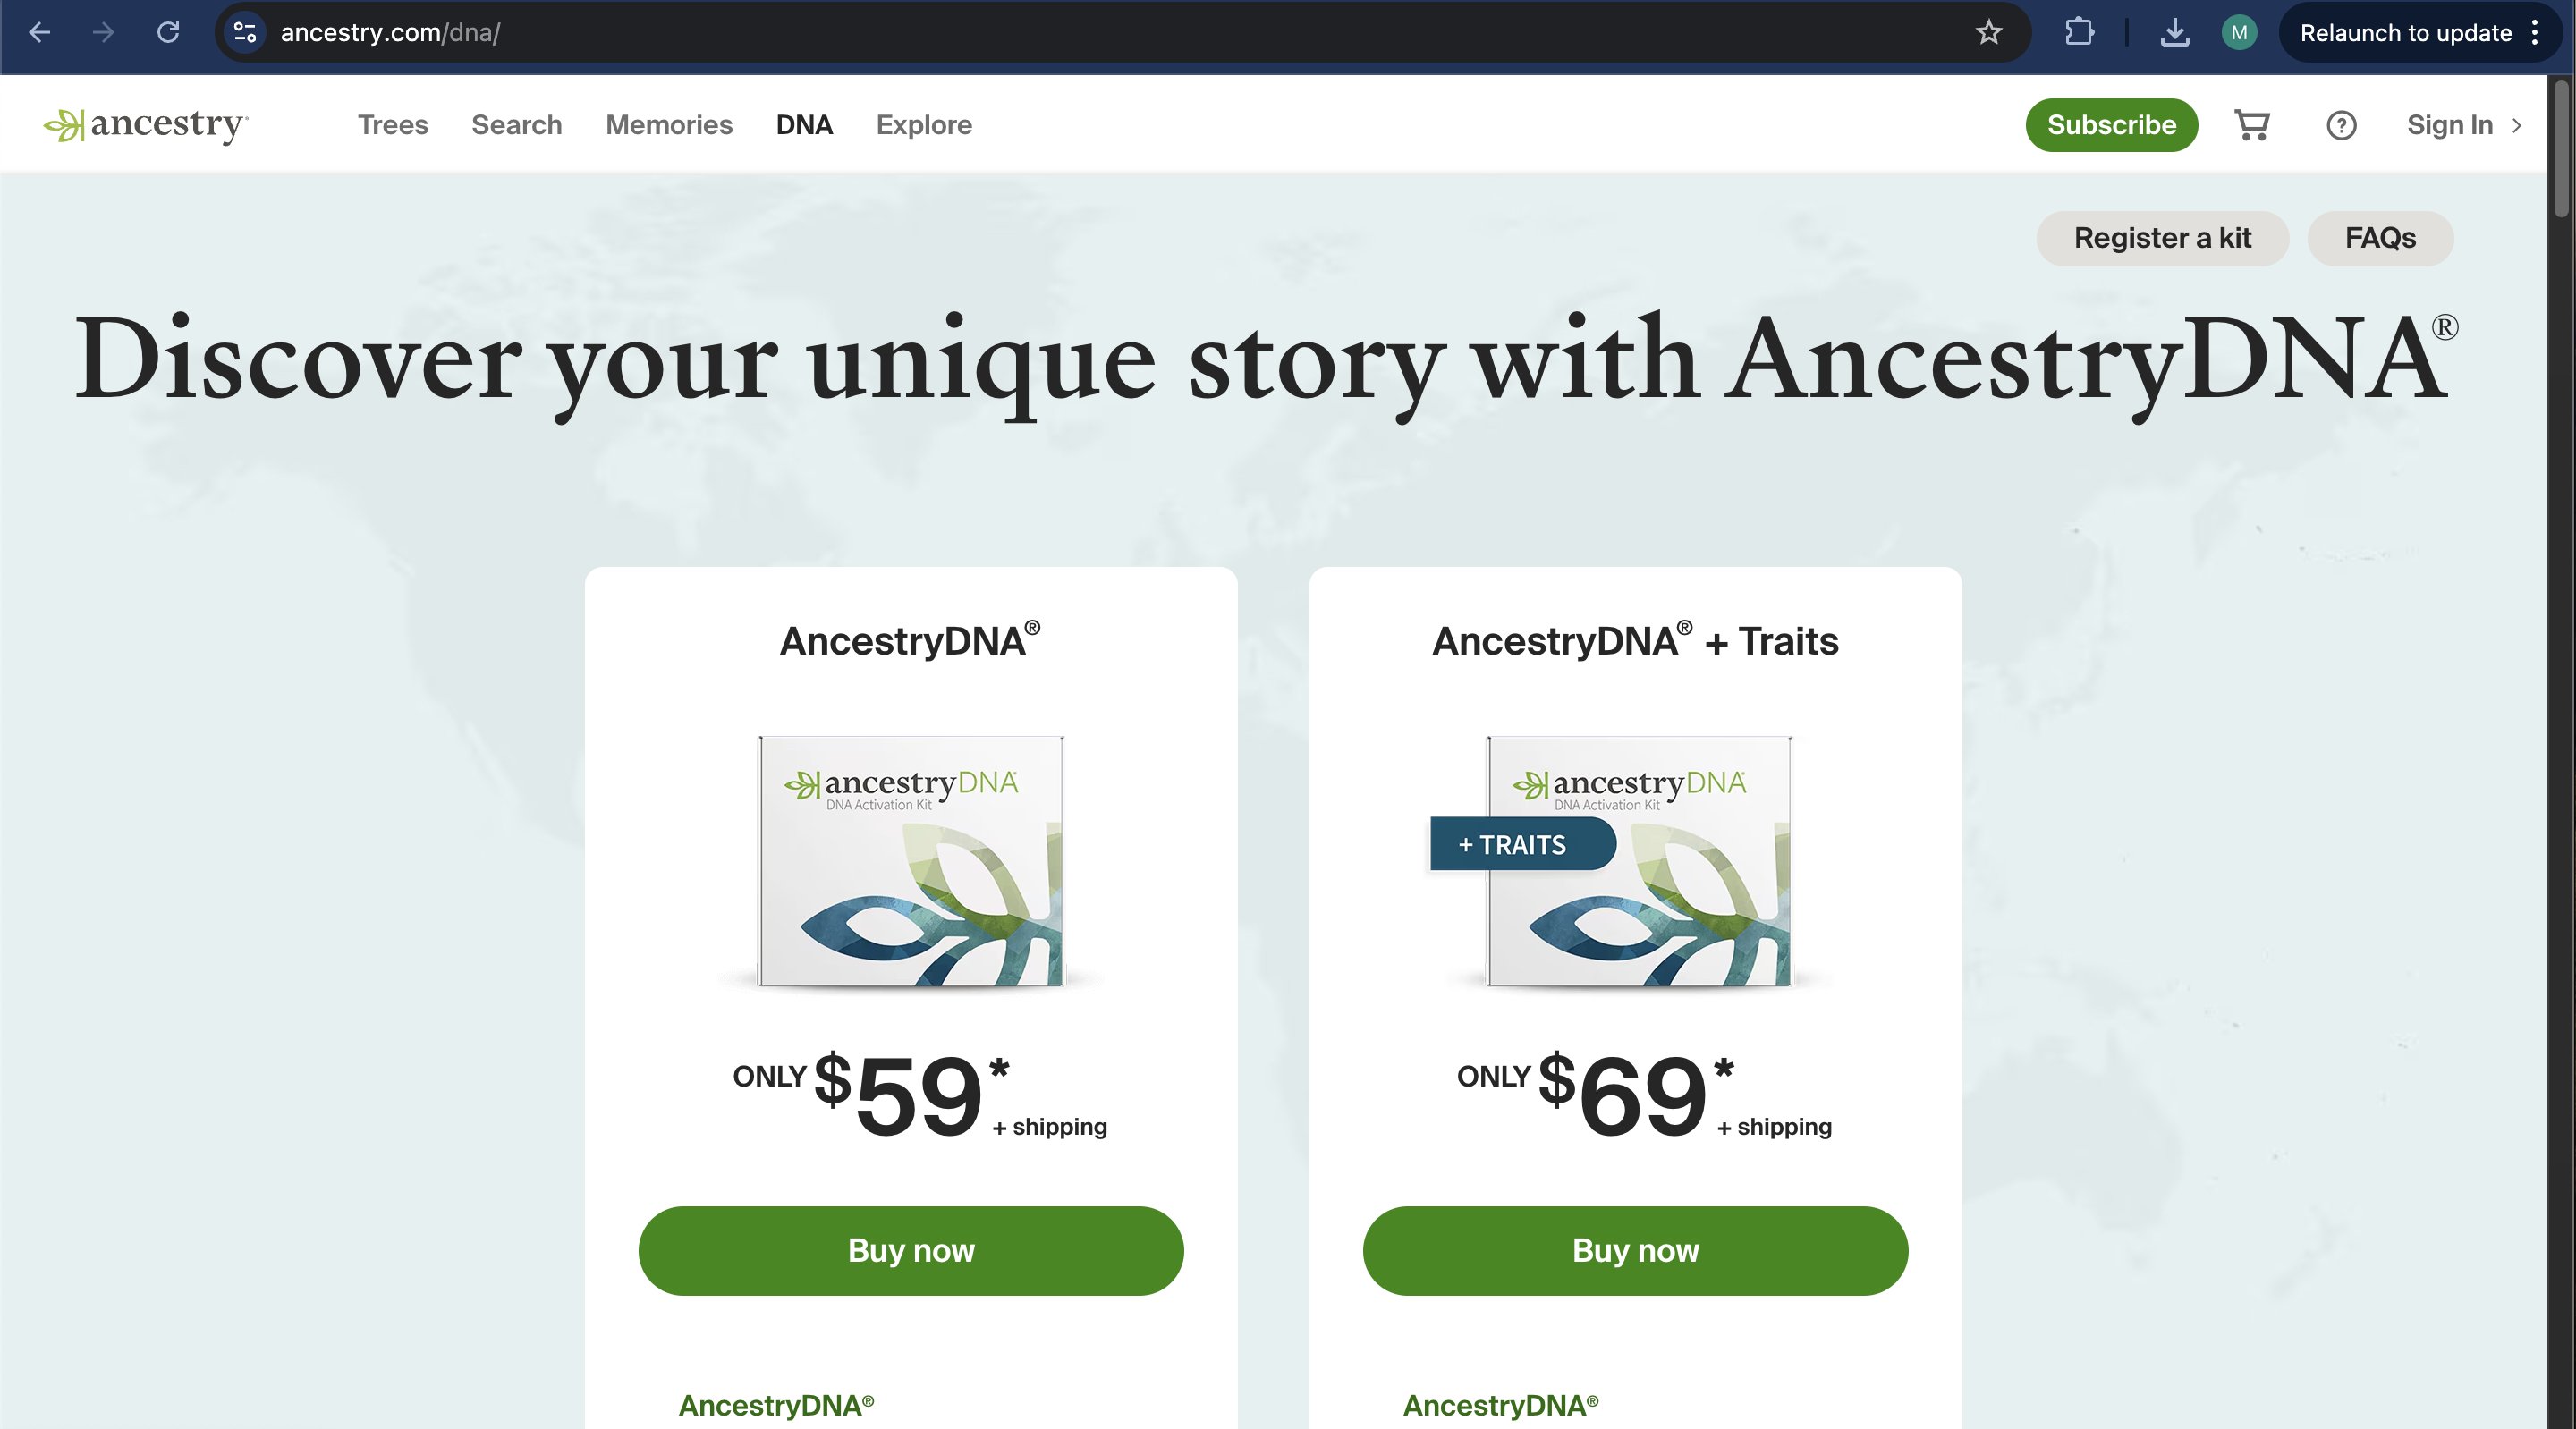 ancestry.com/dna/
M
Relaunch to update
ancestry
Trees Search Memories DNA Explore
Subscribe
Sign In
Register a kit
FAQs
Discover your unique story with AncestryDNA®
AncestryDNA®
ancestryDNA
DNA Activation Kit
ONLY $59* + shipping
Buy now
AncestryDNA®
AncestryDNA® + Traits
ancestryDNA
DNA Activation Kit
+ TRAITS
ONLY $69* + shipping
Buy now
AncestryDNA®